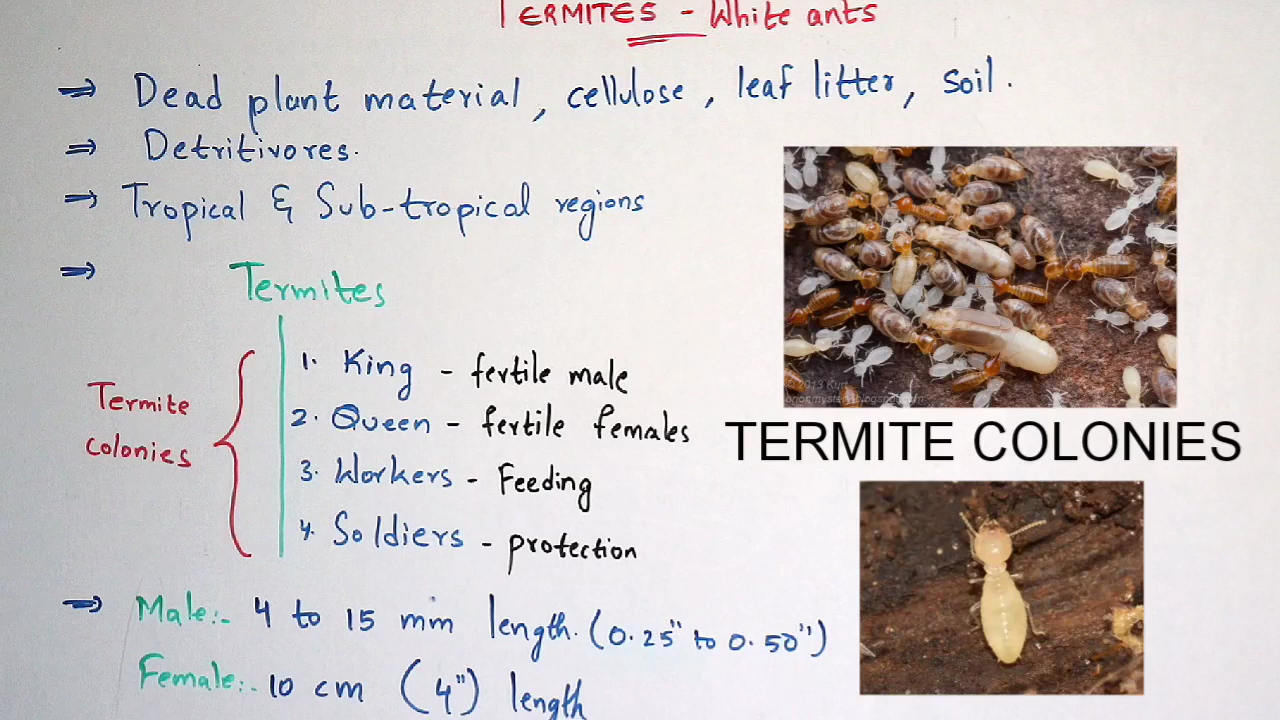 TERMITES - White ants
⇒ Dead plant material, cellulose, leaf litter, soil.
⇒ Detritivores.
⇒ Tropical & Sub-tropical regions
⇒ Termites
Termite colonies
1. King - fertile male
2. Queen - fertile females
3. Workers - Feeding
4. Soldiers - protection
TERMITE COLONIES
⇒ Male:- 4 to 15 mm length. (0.25" to 0.50")
Female:- 10 cm (4") length